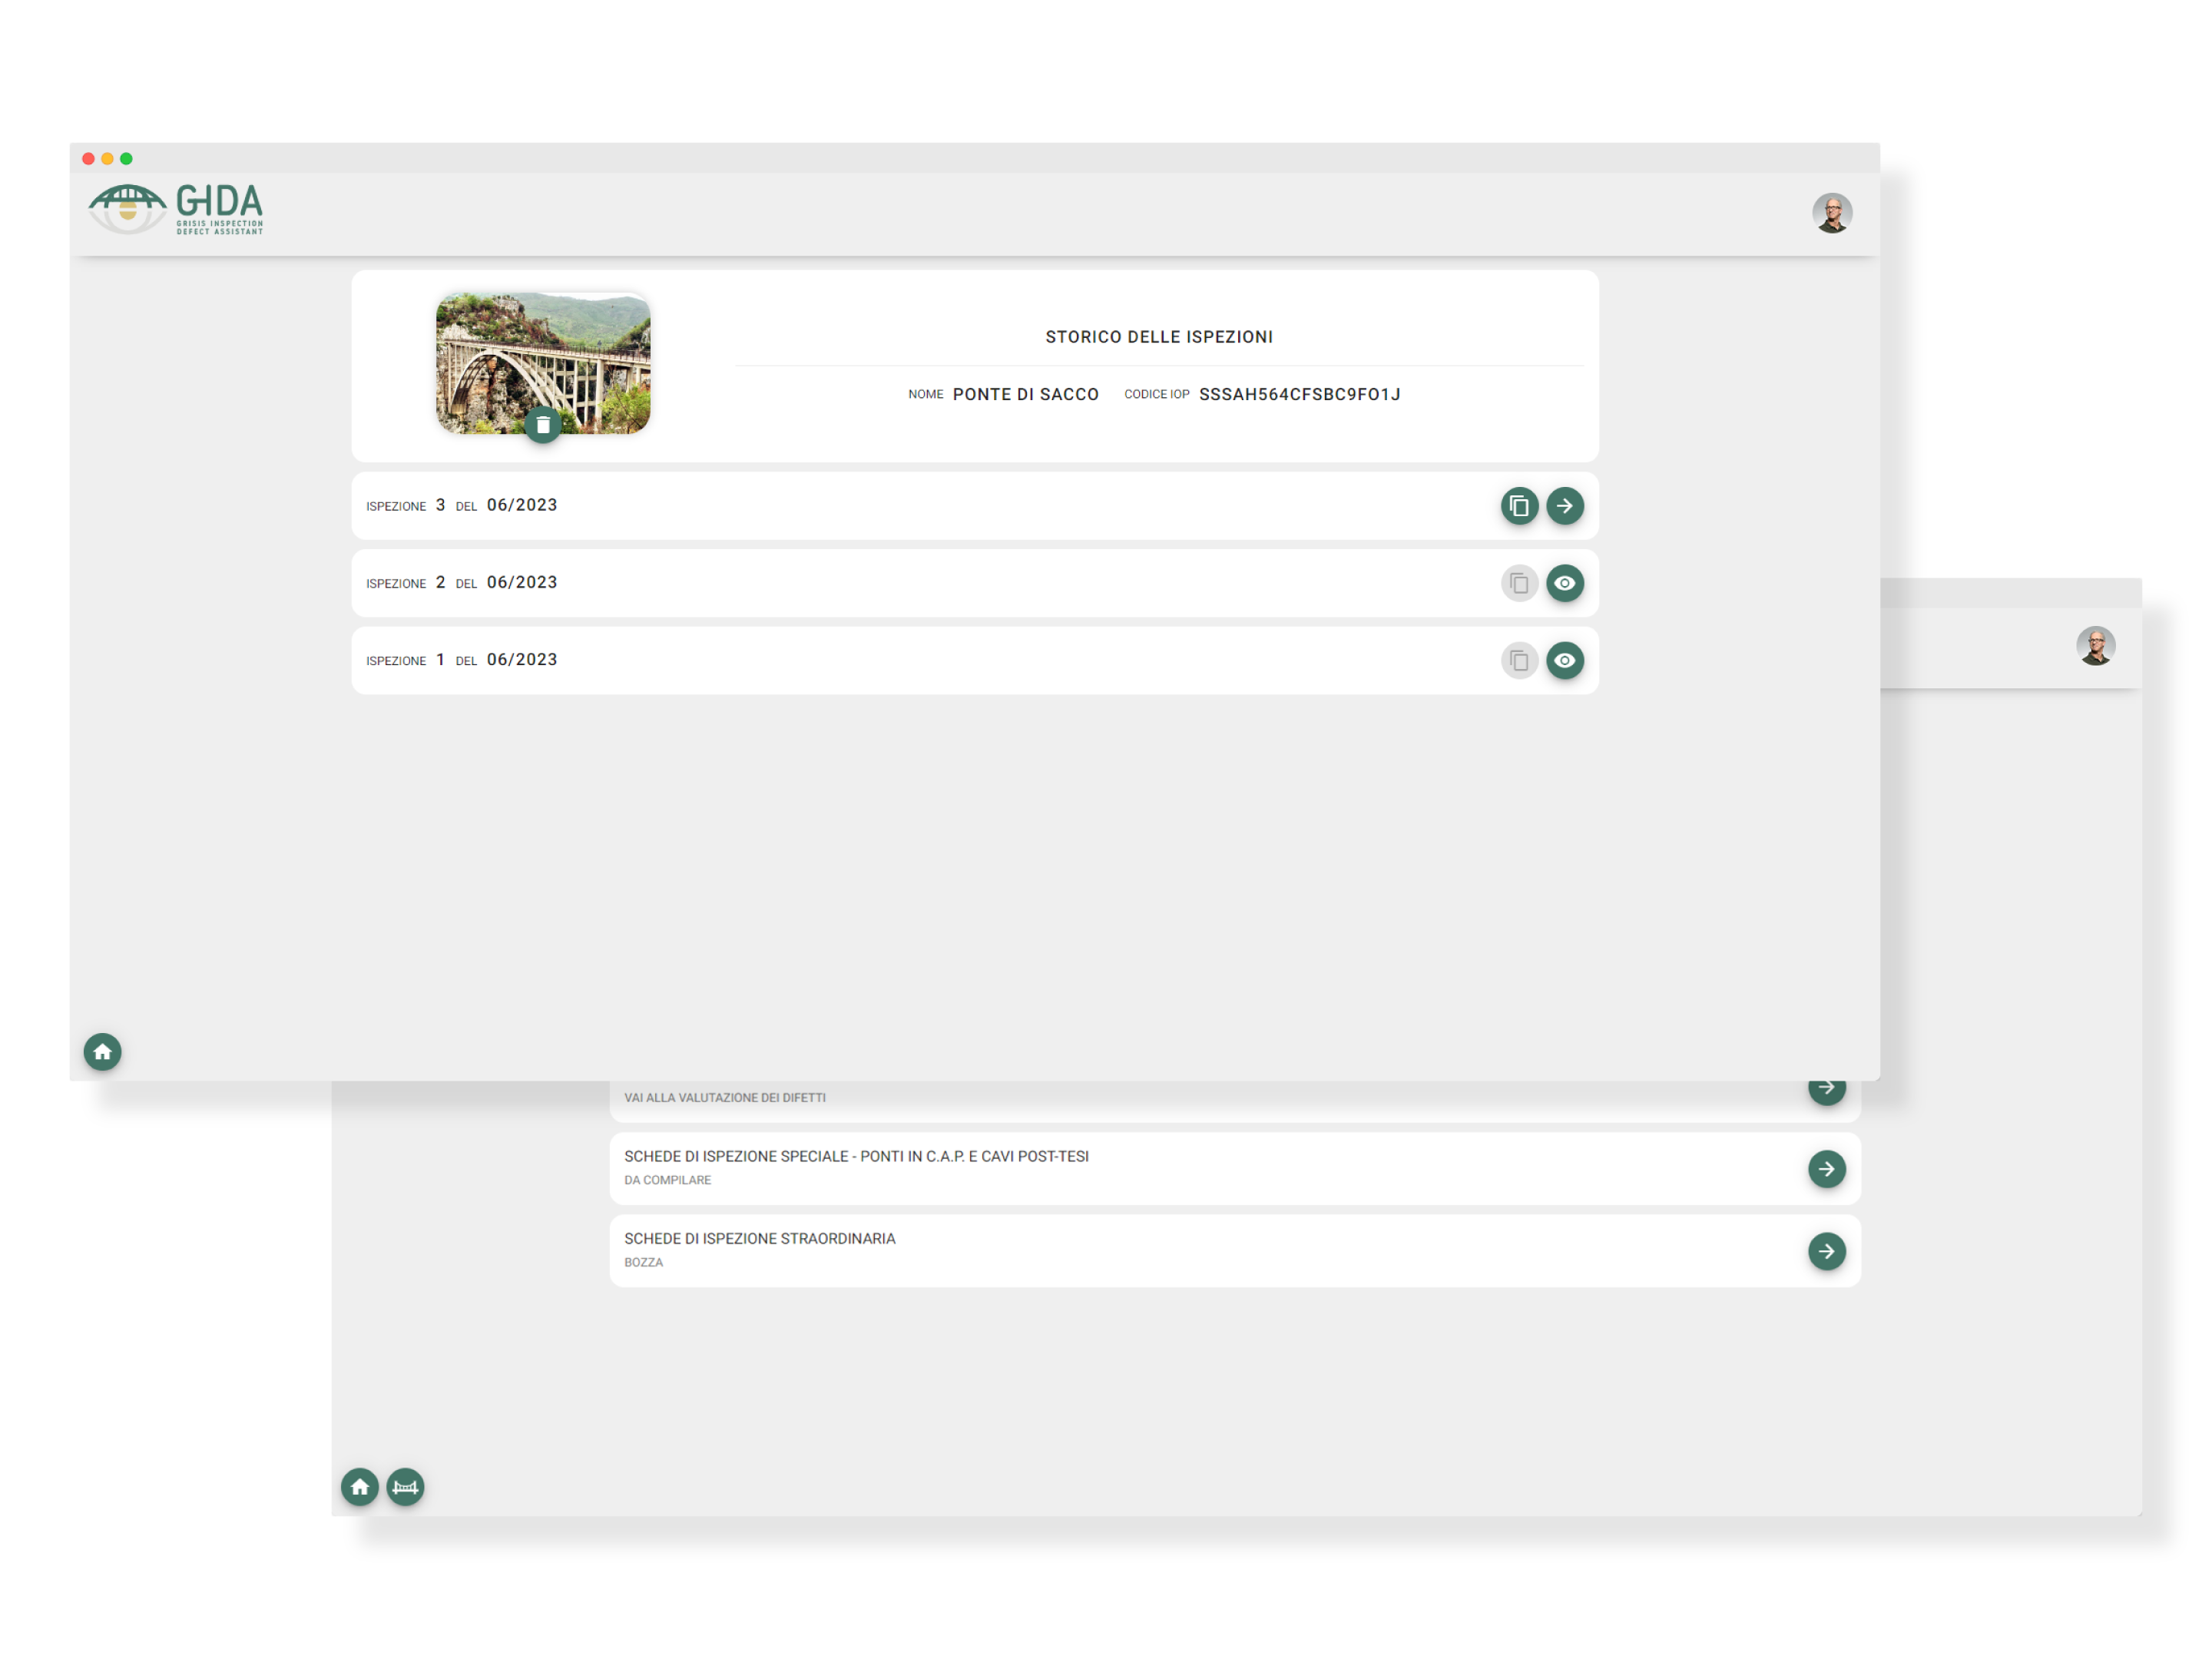 GIDA
GRISIS INSPECTION
DEFECT ASSISTANT
STORICO DELLE ISPEZIONI
NOME PONTE DI SACCO CODICE IOP SSSAH564CFSBC9FO1J
ISPEZIONE 3 DEL 06/2023
ISPEZIONE 2 DEL 06/2023
ISPEZIONE 1 DEL 06/2023
VAI ALLA VALUTAZIONE DEI DIFETTI
SCHEDE DI ISPEZIONE SPECIALE - PONTI IN C.A.P. E CAVI POST-TESI
DA COMPILARE
SCHEDE DI ISPEZIONE STRAORDINARIA
BOZZA